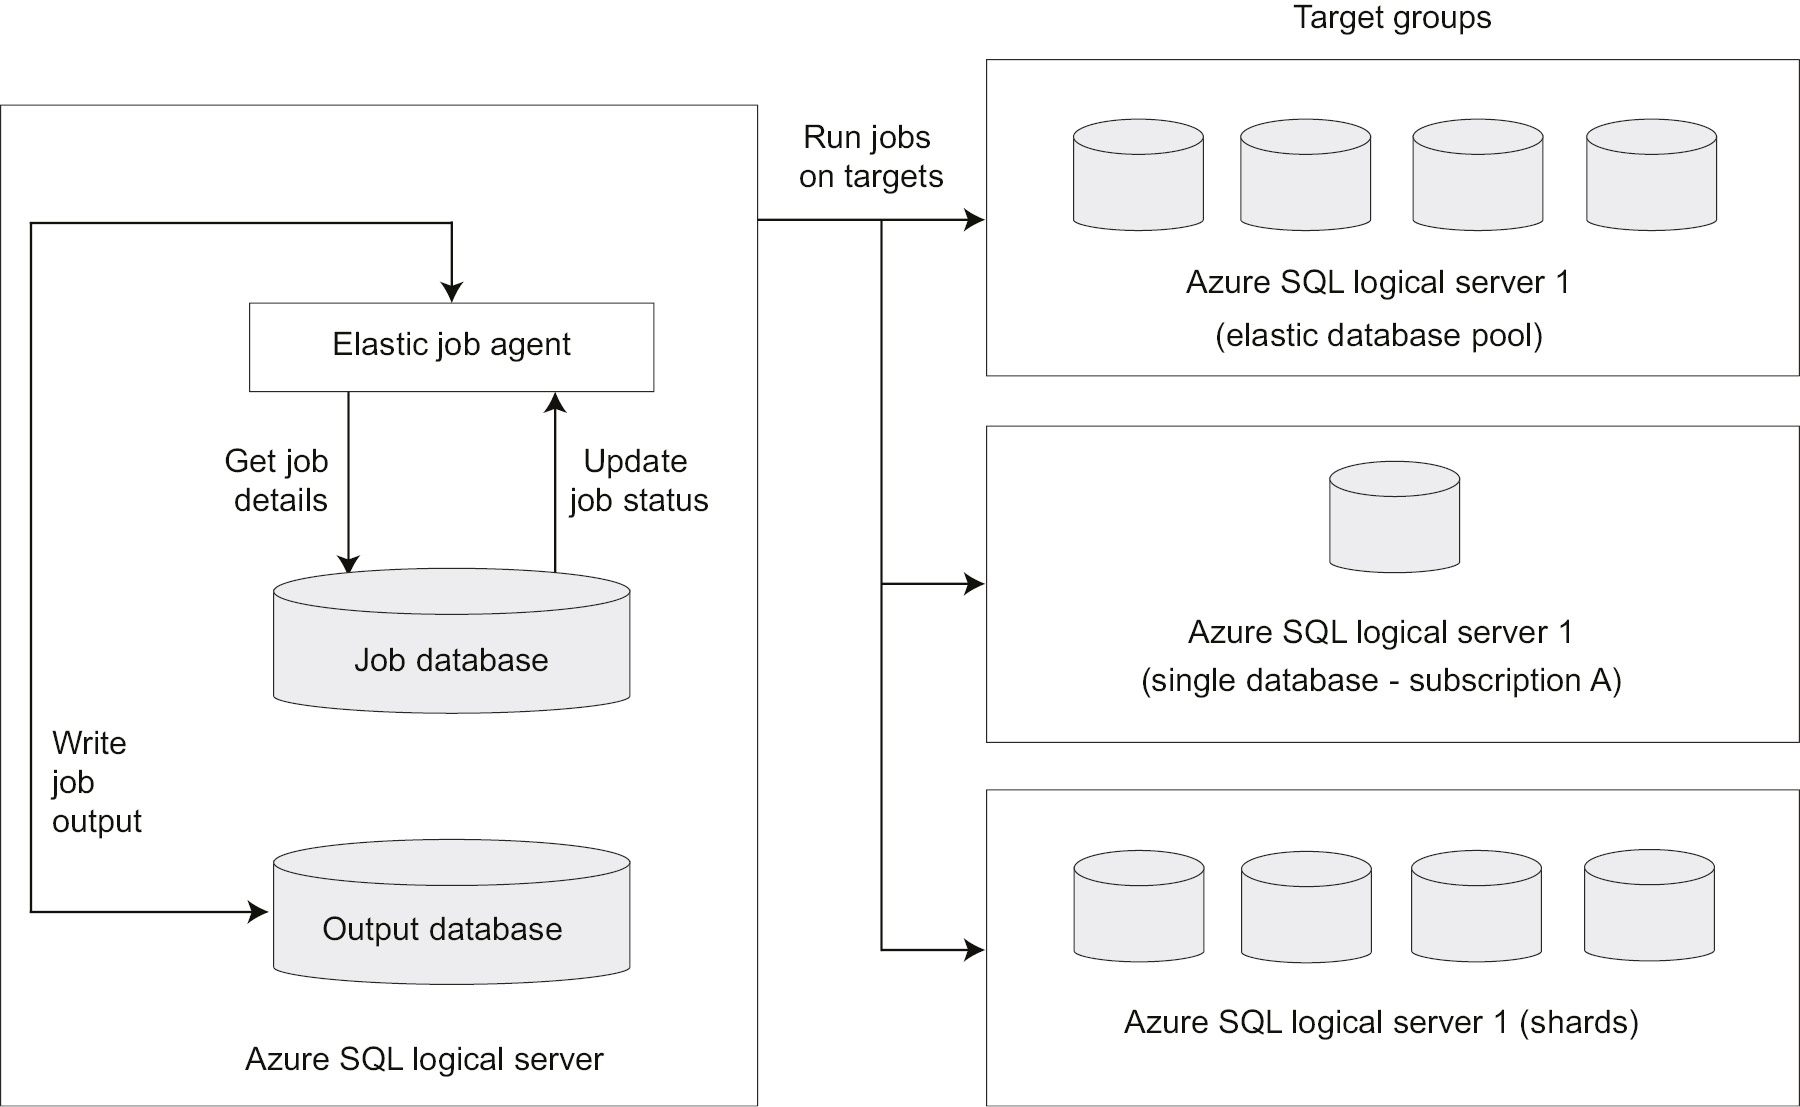 Target groups
Run jobs
on targets
Azure SQL logical server 1
(elastic database pool)
Elastic job agent
Get job
details
Update
job status
Job database
Azure SQL logical server 1
(single database - subscription A)
Write
job
output
Output database
Azure SQL logical server 1 (shards)
Azure SQL logical server